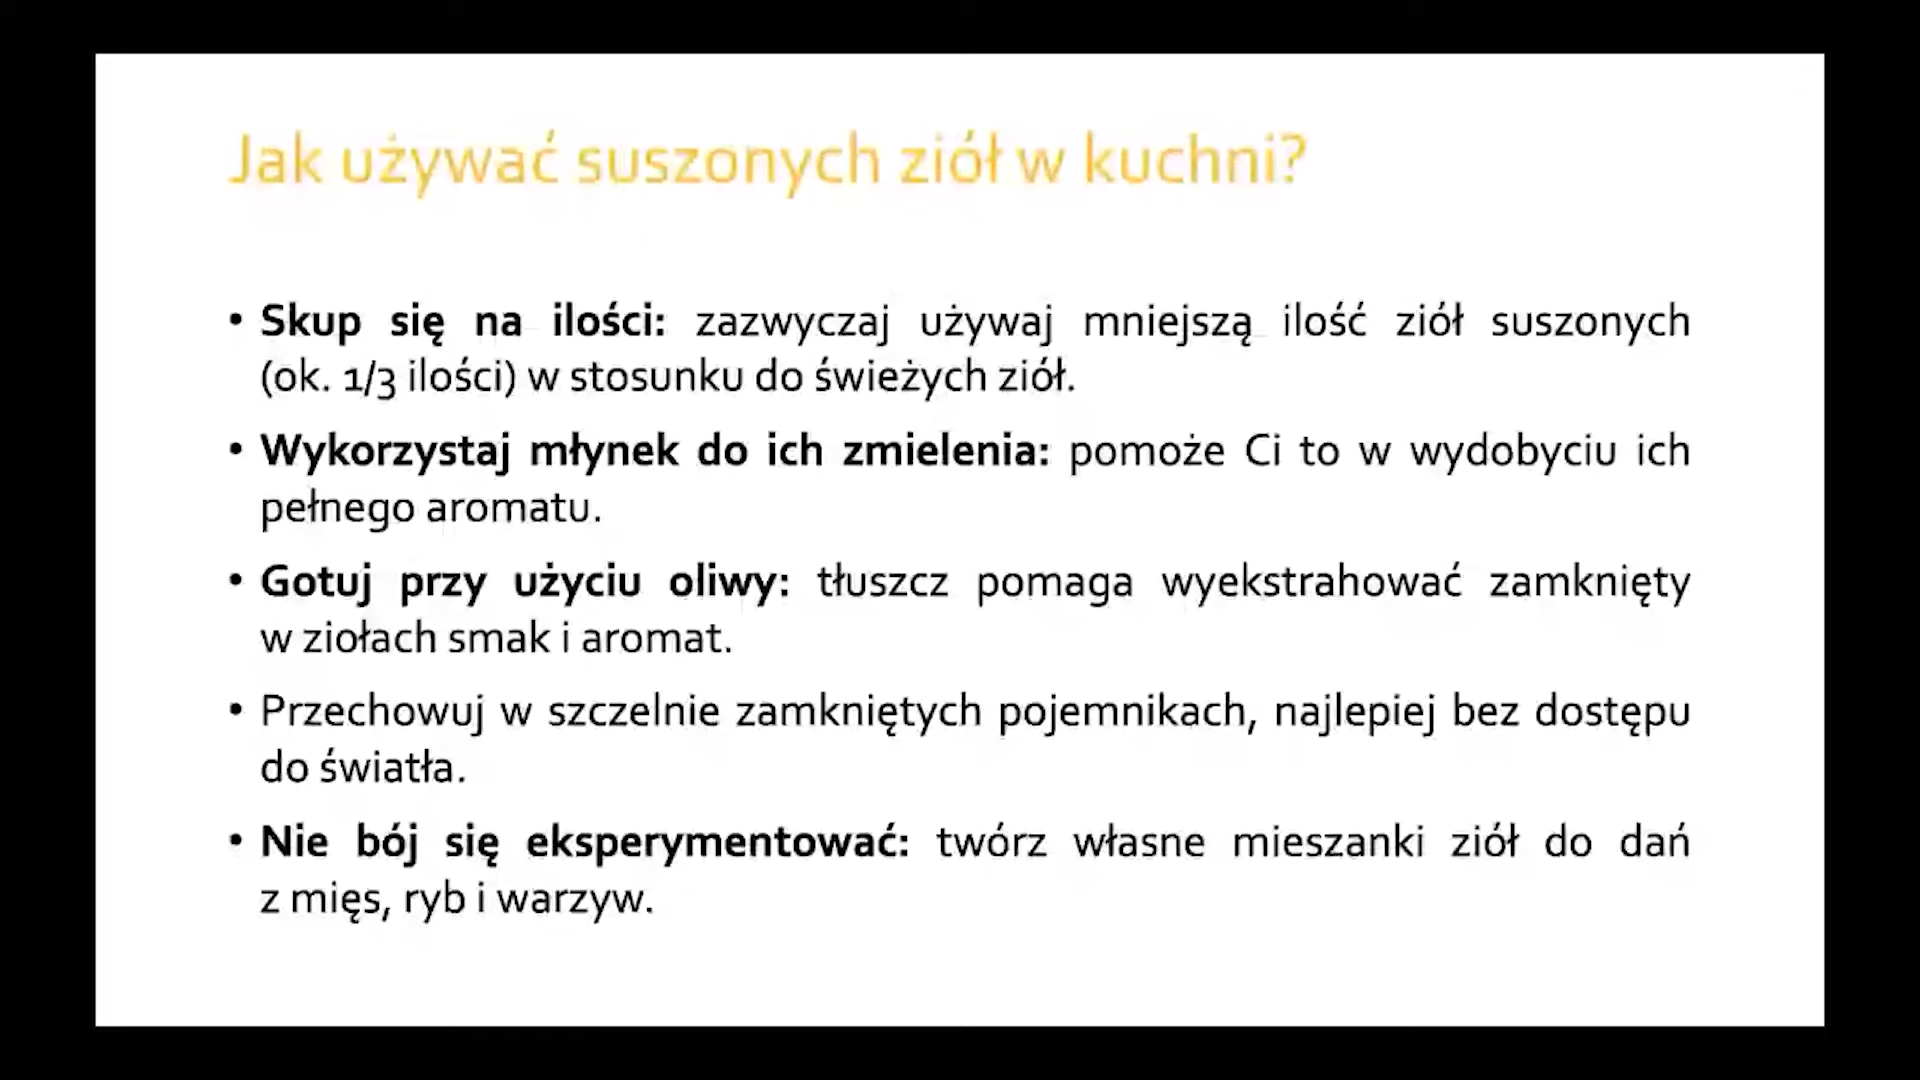 Jak używać suszonych ziół w kuchni?
• Skup się na ilości: zazwyczaj używaj mniejszą ilość ziół suszonych
(ok. 1/3 ilości) w stosunku do świeżych ziół.
• Wykorzystaj młynek do ich zmielenia: pomoże Ci to w wydobyciu ich
pełnego aromatu.
• Gotuj przy użyciu oliwy: tłuszcz pomaga wyekstrahować zamknięty
w ziołach smak i aromat.
• Przechowuj w szczelnie zamkniętych pojemnikach, najlepiej bez dostępu
do światła.
• Nie bój się eksperymentować: twórz własne mieszanki ziół do dań
z mięs, ryb i warzyw.